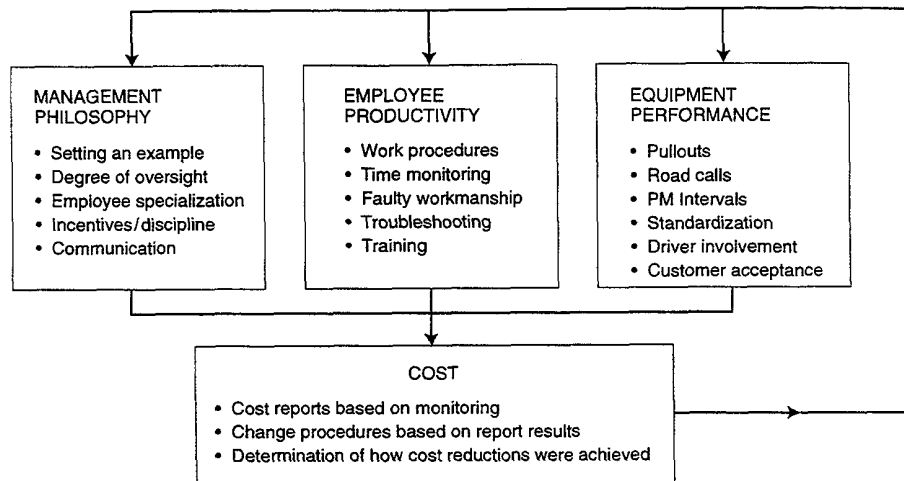 MANAGEMENT
PHILOSOPHY
• Setting an example
• Degree of oversight
• Employee specialization
• Incentives/discipline
• Communication
EMPLOYEE
PRODUCTIVITY
• Work procedures
• Time monitoring
• Faulty workmanship
• Troubleshooting
• Training
EQUIPMENT
PERFORMANCE
• Pullouts
• Road calls
• PM Intervals
• Standardization
• Driver involvement
• Customer acceptance
COST
• Cost reports based on monitoring
• Change procedures based on report results
• Determination of how cost reductions were achieved